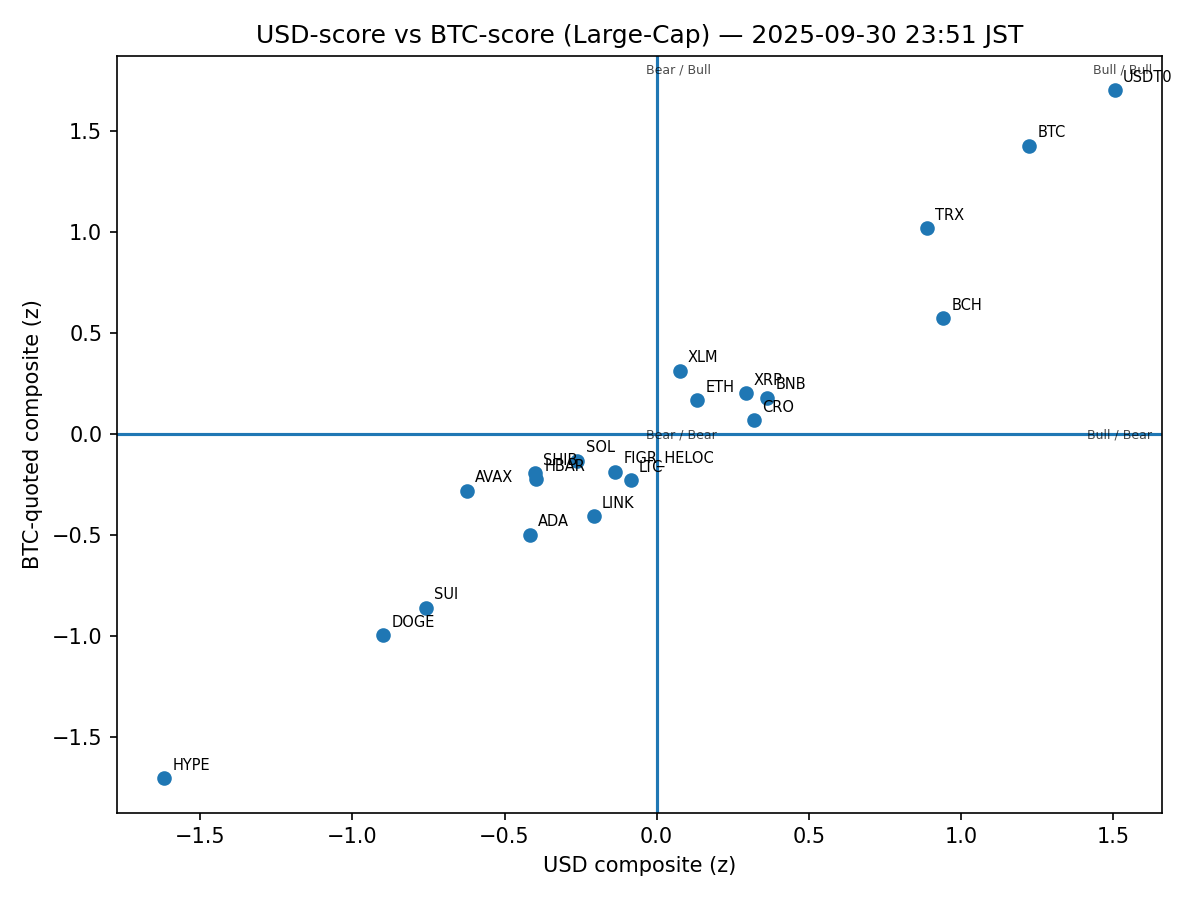 USD-score vs BTC-score (Large-Cap) — 2025-09-30 23:51 JST
Bear / Bull
Bull / Bull
USDT0
BTC
TRX
BCH
XLM
ETH
XRP
BNB
CRO
Bear / Bear
Bull / Bear
SOL
SHIB
HBAR
FIGR_HELOC
LTC
AVAX
LINK
ADA
SUI
DOGE
HYPE
1.5
1.0
0.5
0.0
−0.5
−1.0
−1.5
BTC-quoted composite (z)
−1.5
−1.0
−0.5
0.0
0.5
1.0
1.5
USD composite (z)